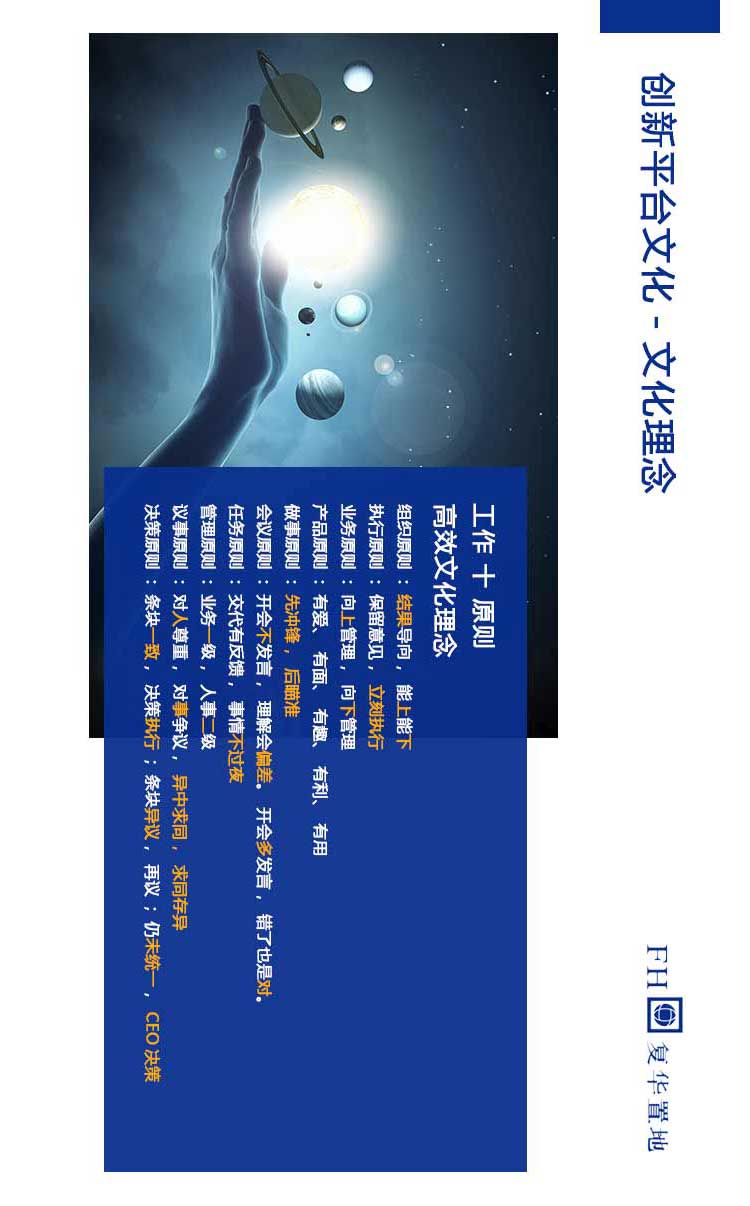 创新平台文化 - 文化理念
FH 复华置地
工作 十 原则
高效文化理念
组织原则 : 结果导向，能上能下
执行原则 : 保留意见，立刻执行
业务原则 : 向上管理，向下管理
产品原则 : 有爱、有面、有趣、有利、有用
做事原则 : 先冲锋，后瞄准
会议原则 : 开会不发言，理解会偏差。开会多发言，错了也是对。
任务原则 : 交代有反馈，事情不过夜
管理原则 : 业务一级，人事二级
议事原则 : 对人尊重，对事争议，异中求同，求同存异
决策原则 : 条块一致，决策执行；条块异议，再议；仍未统一，CEO 决策